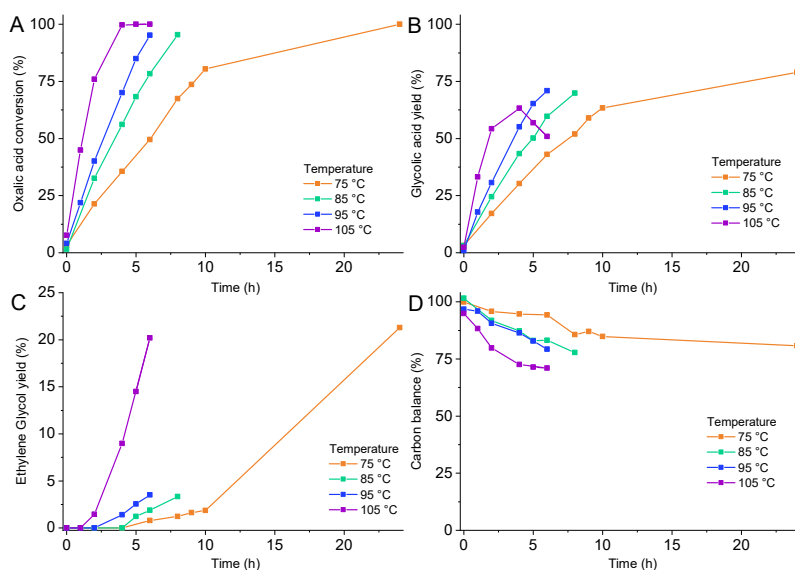 A
Oxalic acid conversion (%)
100
75
50
25
0
0 5 10 15 20
Time (h)
Temperature
75 °C
85 °C
95 °C
105 °C
B
Glycolic acid yield (%)
100
75
50
25
0
0 5 10 15 20
Time (h)
Temperature
75 °C
85 °C
95 °C
105 °C
C
Ethylene Glycol yield (%)
25
20
15
10
5
0
0 5 10 15 20
Time (h)
Temperature
75 °C
85 °C
95 °C
105 °C
D
Carbon balance (%)
100
75
50
25
0
0 5 10 15 20
Time (h)
Temperature
75 °C
85 °C
95 °C
105 °C